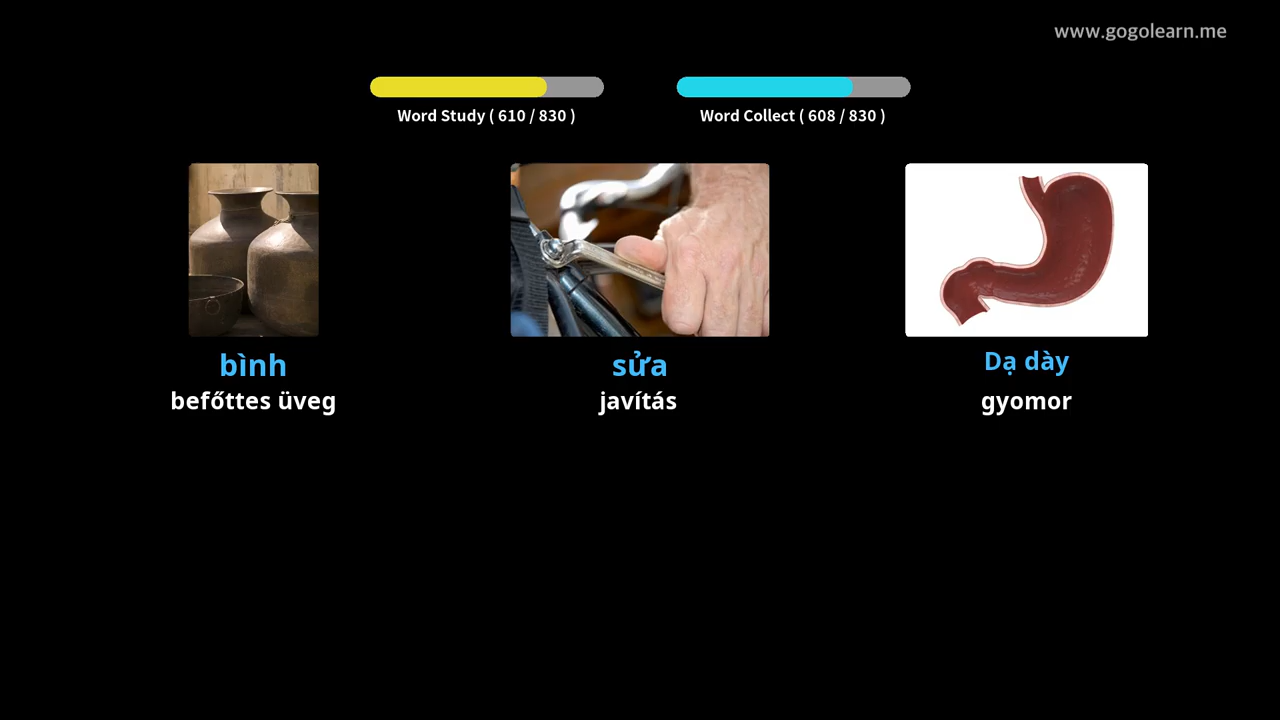 www.gogolearn.me
Word Study ( 610 / 830 )
Word Collect ( 608 / 830 )
bình
sửa
Dạ dày
befőttes üveg
javítás
gyomor